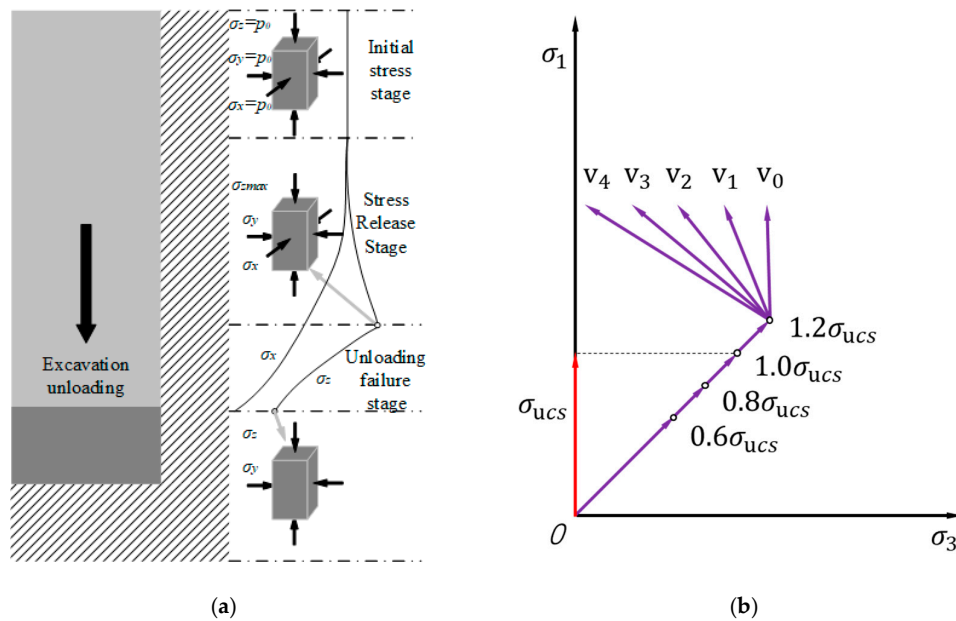 σz=p0
σy=p0
σx=p0
Initial
stress
stage
σzmax
σy
σx
Stress
Release
Stage
Excavation
unloading
σx
σz
Unloading
failure
stage
σz
σy
(a)
σ1
v4 v3 v2 v1 v0
1.2σucs
1.0σucs
0.8σucs
0.6σucs
σucs
O
σ3
(b)